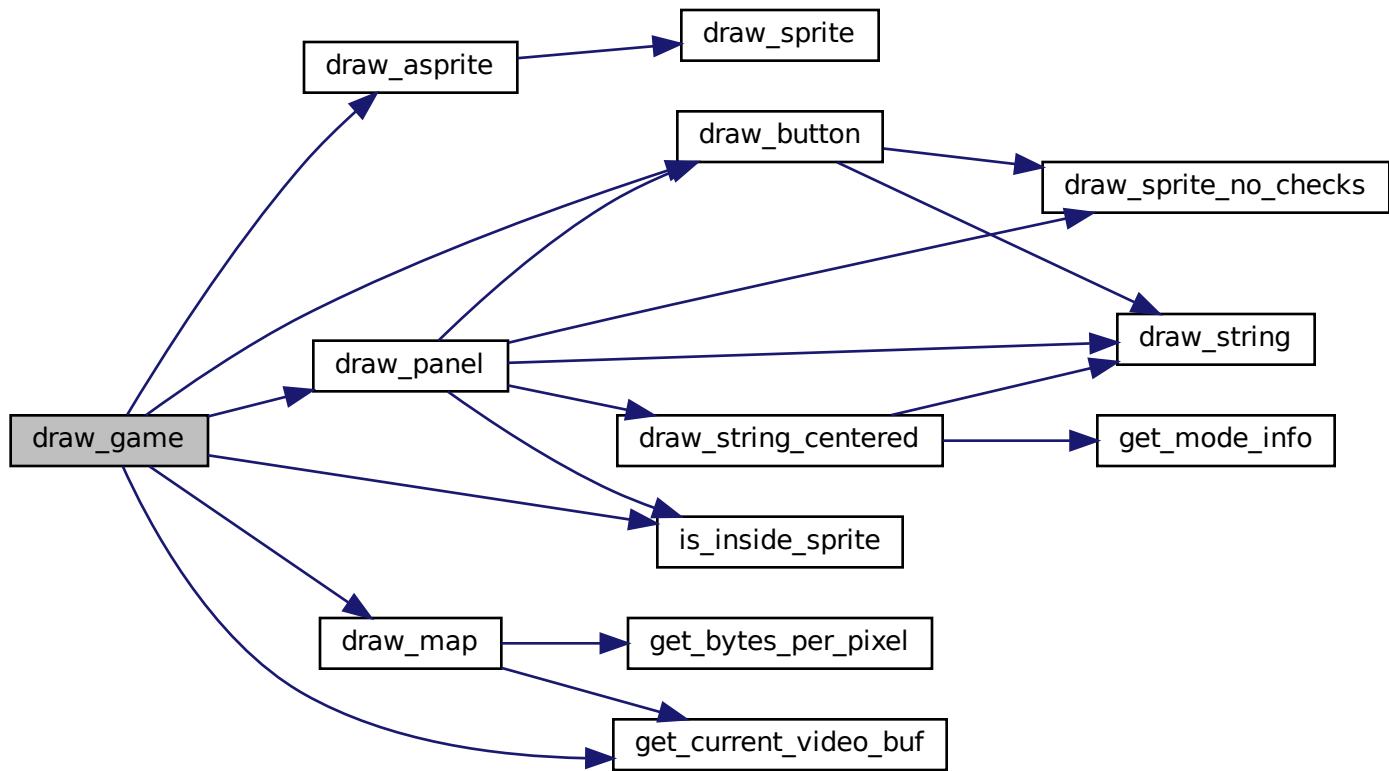 draw_sprite
draw_asprite
draw_button
draw_sprite_no_checks
draw_string
draw_panel
draw_game
draw_string_centered
get_mode_info
is_inside_sprite
draw_map
get_bytes_per_pixel
get_current_video_buf